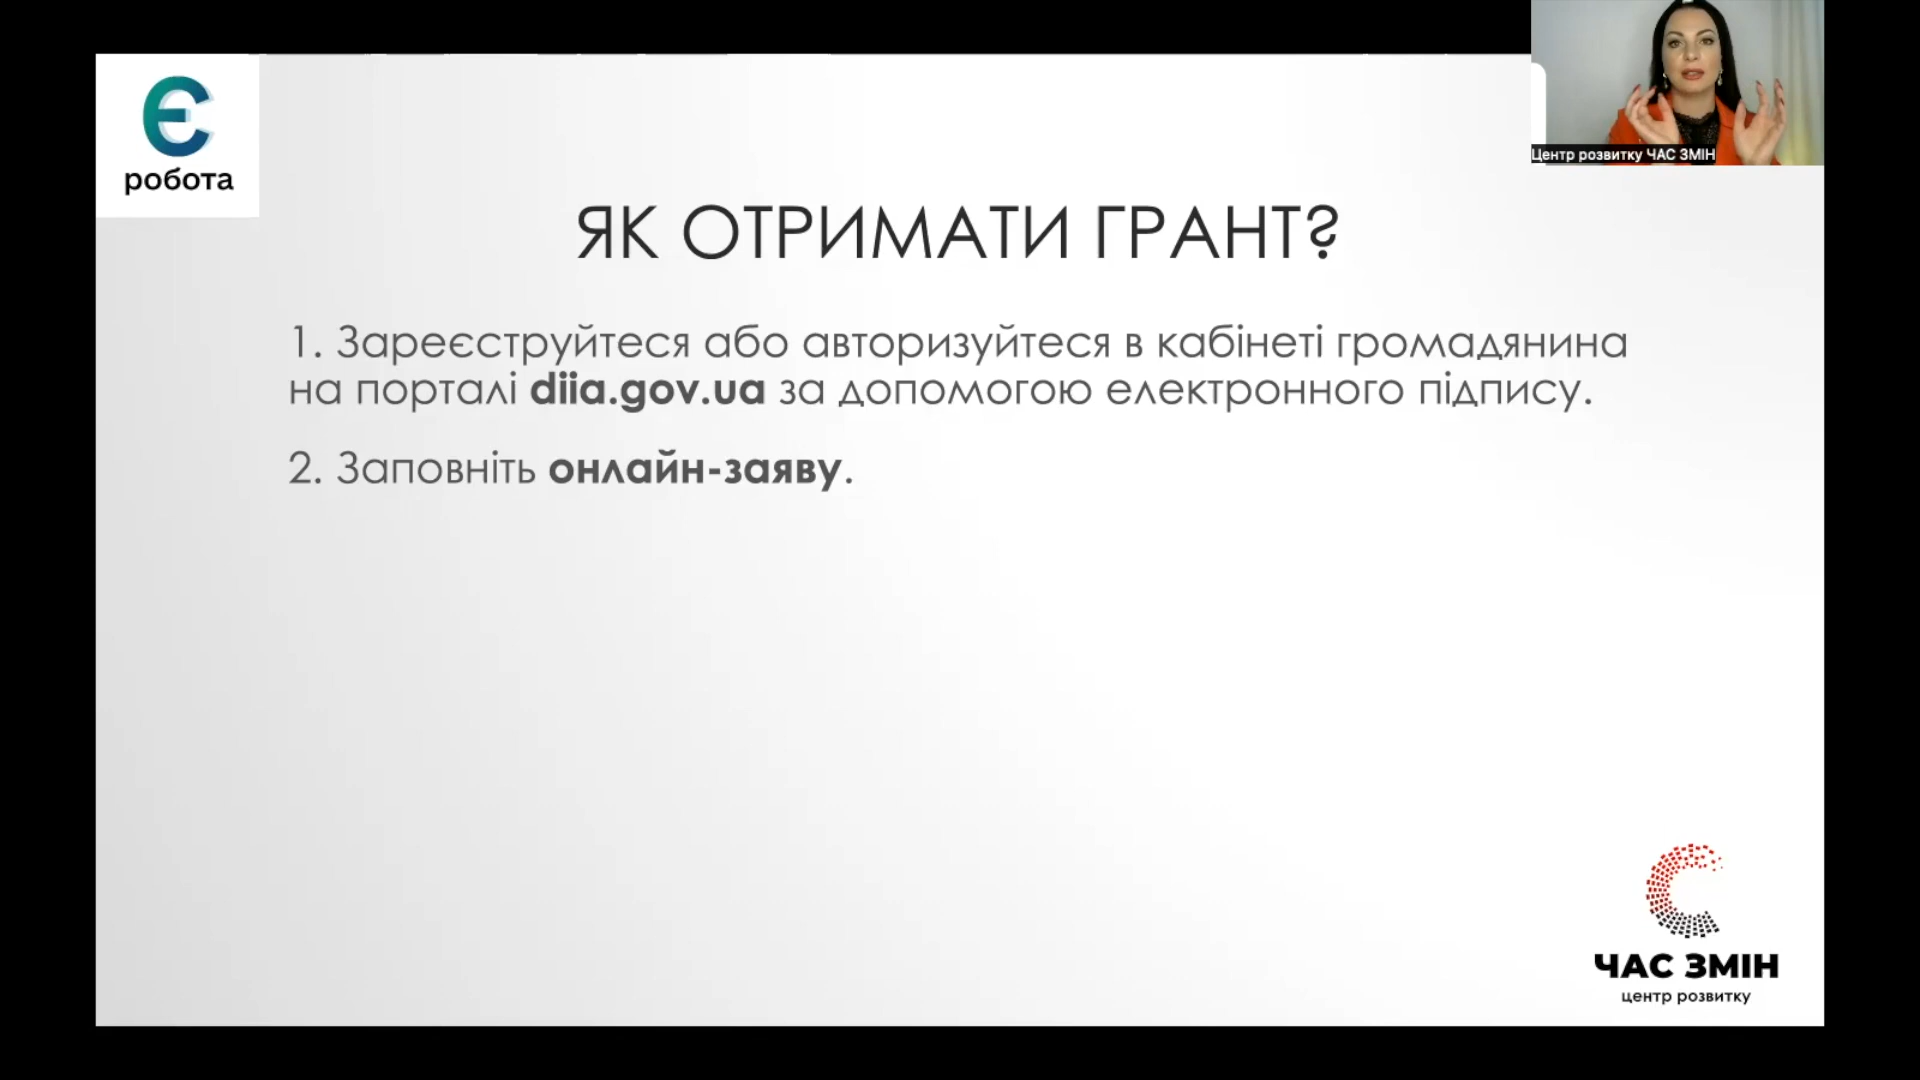 Є
робота
Центр розвитку ЧАС ЗМІН
ЯК ОТРИМАТИ ГРАНТ?
1. Зареєструйтеся або авторизуйтеся в кабінеті громадянина
на порталі diia.gov.ua за допомогою електронного підпису.
2. Заповніть онлайн-заяву.
ЧАС ЗМІН
центр розвитку